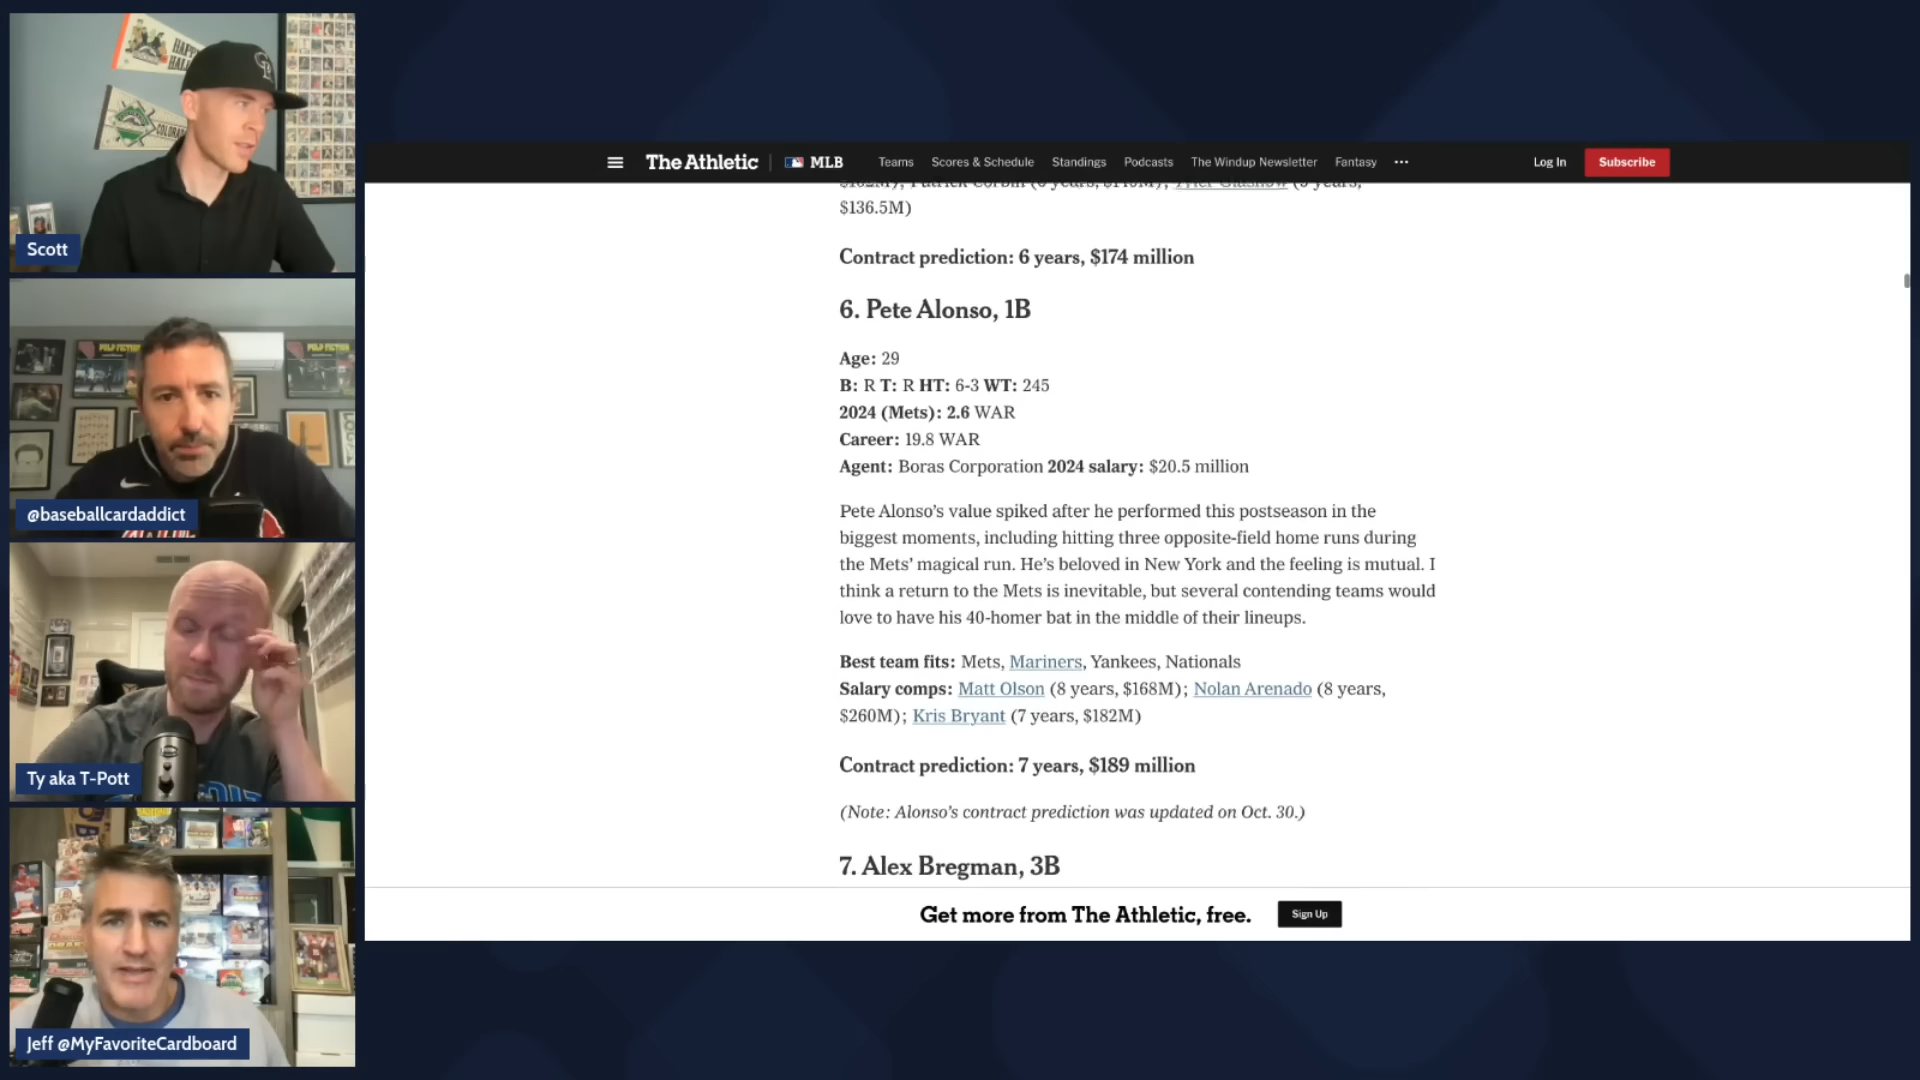 HAPPY
HALL
COLORADO
CR
Scott
PULP FICTION
PULP FICTION
@baseballcardaddict
Ty aka T-Pott
Jeff @MyFavoriteCardboard
The Athletic
MLB
Teams
Scores & Schedule
Standings
Podcasts
The Windup Newsletter
Fantasy
Log In
Subscribe
$136.5M)
Contract prediction: 6 years, $174 million
6. Pete Alonso, 1B
Age: 29
B: R T: R HT: 6-3 WT: 245
2024 (Mets): 2.6 WAR
Career: 19.8 WAR
Agent: Boras Corporation 2024 salary: $20.5 million
Pete Alonso’s value spiked after he performed this postseason in the
biggest moments, including hitting three opposite-field home runs during
the Mets’ magical run. He’s beloved in New York and the feeling is mutual. I
think a return to the Mets is inevitable, but several contending teams would
love to have his 40-homer bat in the middle of their lineups.
Best team fits: Mets, Mariners, Yankees, Nationals
Salary comps: Matt Olson (8 years, $168M); Nolan Arenado (8 years,
$260M); Kris Bryant (7 years, $182M)
Contract prediction: 7 years, $189 million
(Note: Alonso’s contract prediction was updated on Oct. 30.)
7. Alex Bregman, 3B
Get more from The Athletic, free.
Sign Up